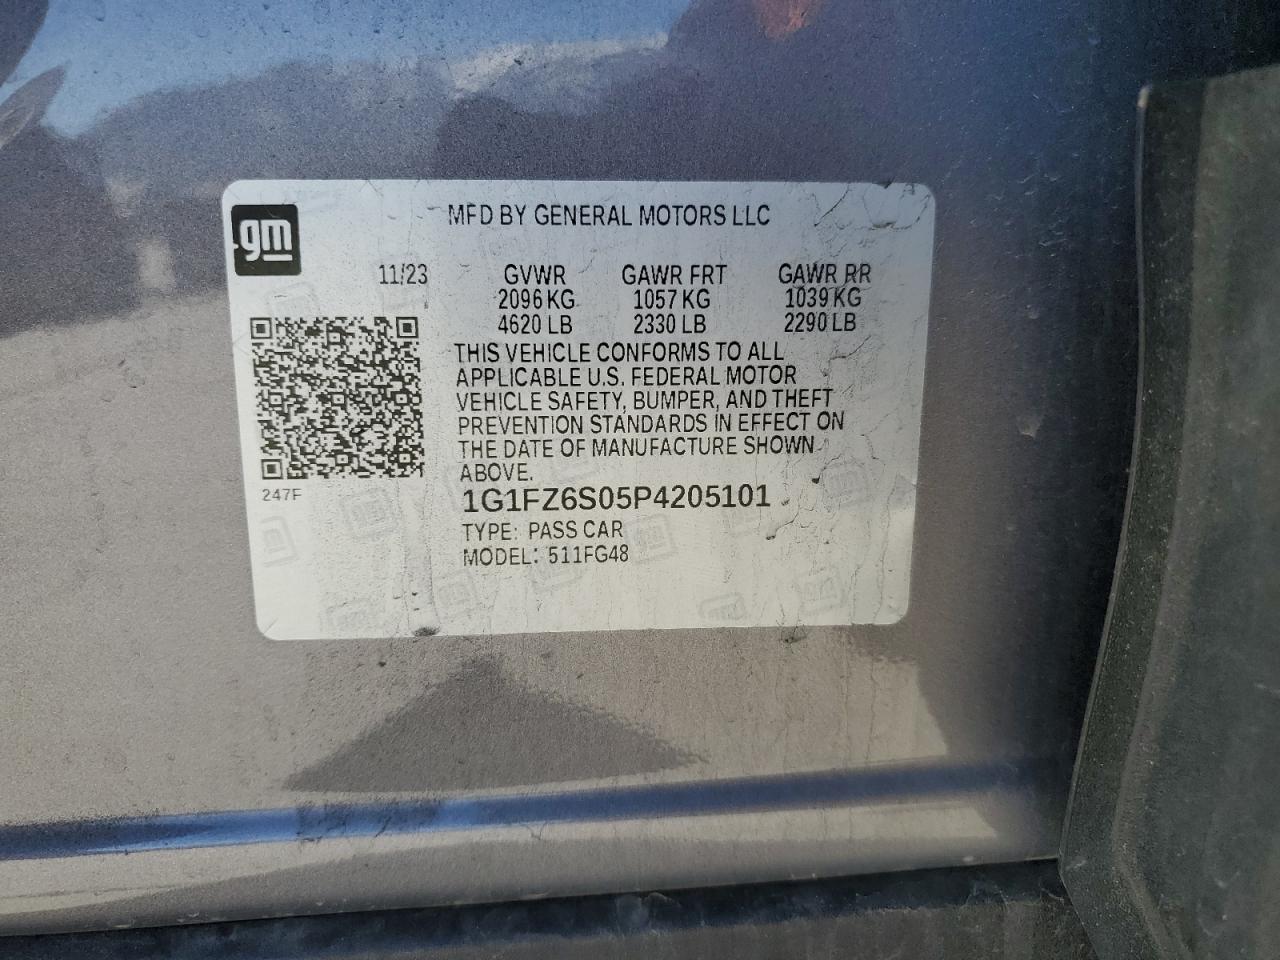 gm
MFD BY GENERAL MOTORS LLC
11/23
GVWR GAWR FRT GAWR RR
2096 KG 1057 KG 1039 KG
4620 LB 2330 LB 2290 LB
THIS VEHICLE CONFORMS TO ALL
APPLICABLE U.S. FEDERAL MOTOR
VEHICLE SAFETY, BUMPER, AND THEFT
PREVENTION STANDARDS IN EFFECT ON
THE DATE OF MANUFACTURE SHOWN
ABOVE.
247F
1G1FZ6S05P4205101
TYPE: PASS CAR
MODEL: 511FG48